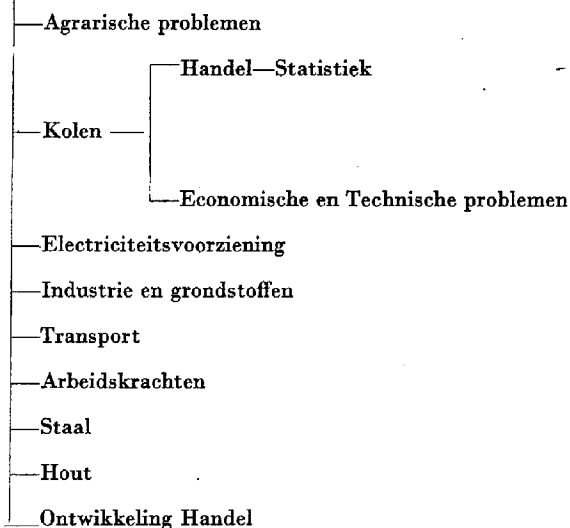 Agrarische problemen
Handel—Statistiek
Kolen
Economische en Technische problemen
Electriciteitsvoorziening
Industrie en grondstoffen
Transport
Arbeidskrachten
Staal
Hout
Ontwikkeling Handel